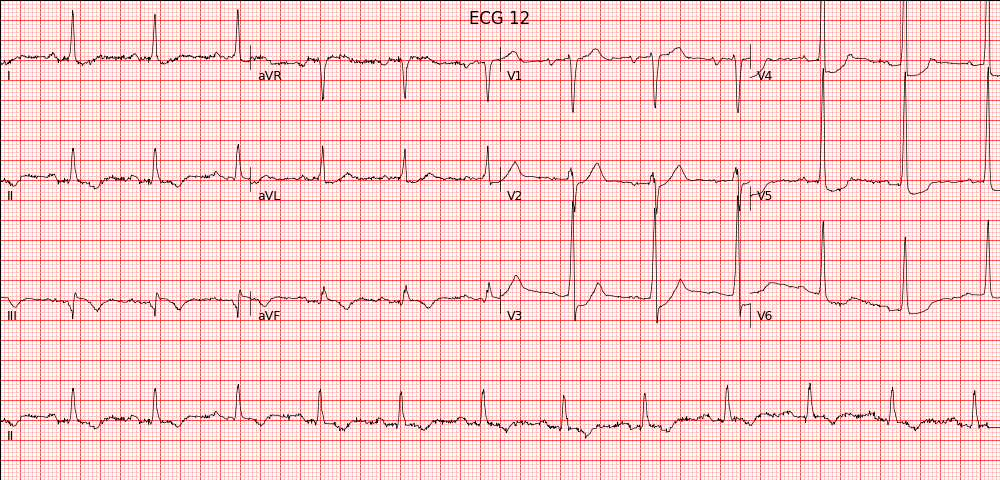 ECG 12
I aVR V1 V4
II aVL V2 V5
III aVF V3 V6
II